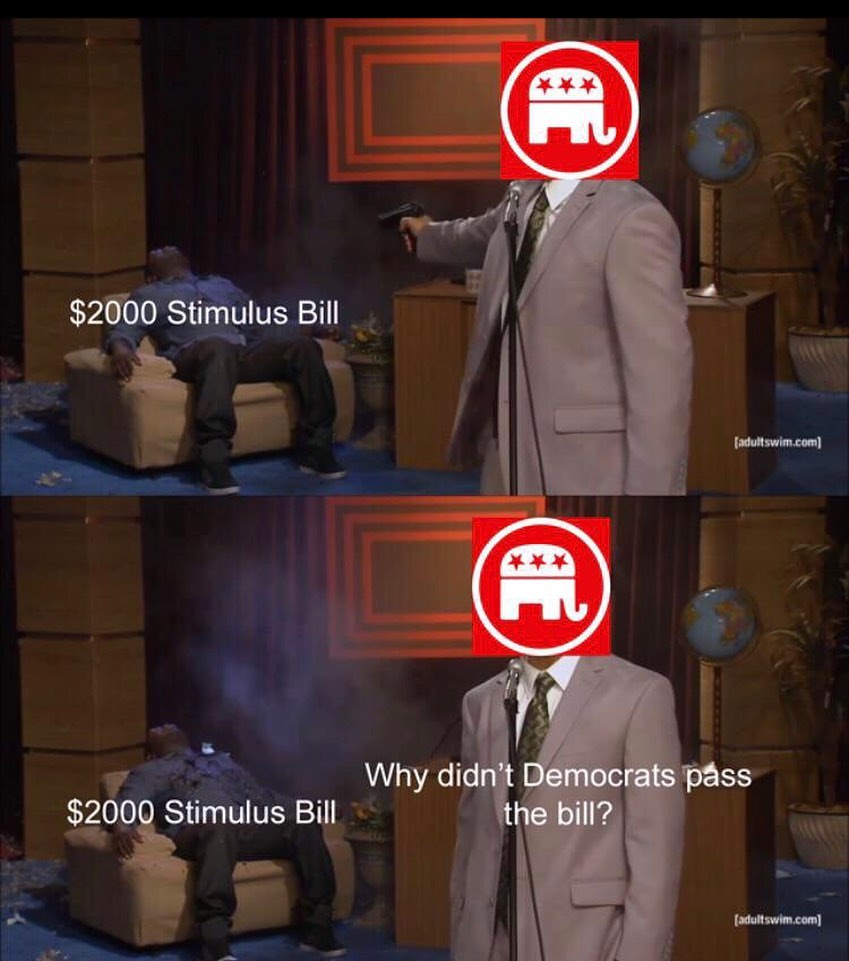 $2000 Stimulus Bill
[adultswim.com]
Why didn't Democrats pass
the bill?
$2000 Stimulus Bill
[adultswim.com]